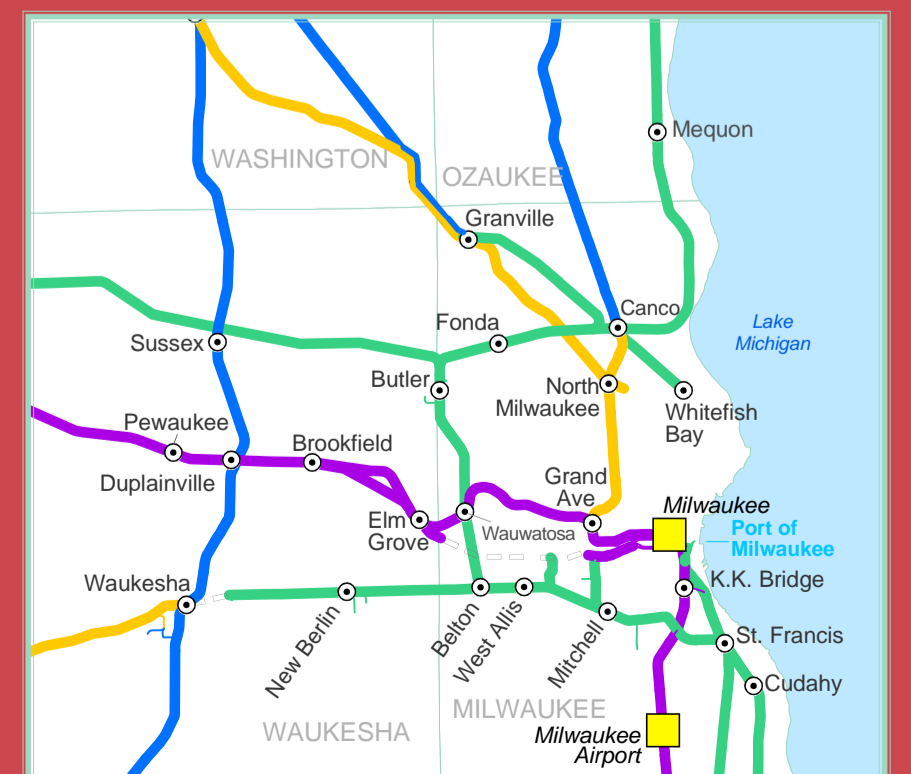 Mequon
WASHINGTON
OZAUKEE
Granville
Canco
Fonda
Lake
Michigan
Sussex
Butler
North
Milwaukee
Whitefish
Bay
Pewaukee
Brookfield
Duplainville
Grand
Ave
Milwaukee
Elm
Grove
Wauwatosa
Port of
Milwaukee
Waukesha
K.K. Bridge
New Berlin
Belton
West Allis
Mitchell
St. Francis
Cudahy
WAUKESHA
MILWAUKEE
Milwaukee
Airport